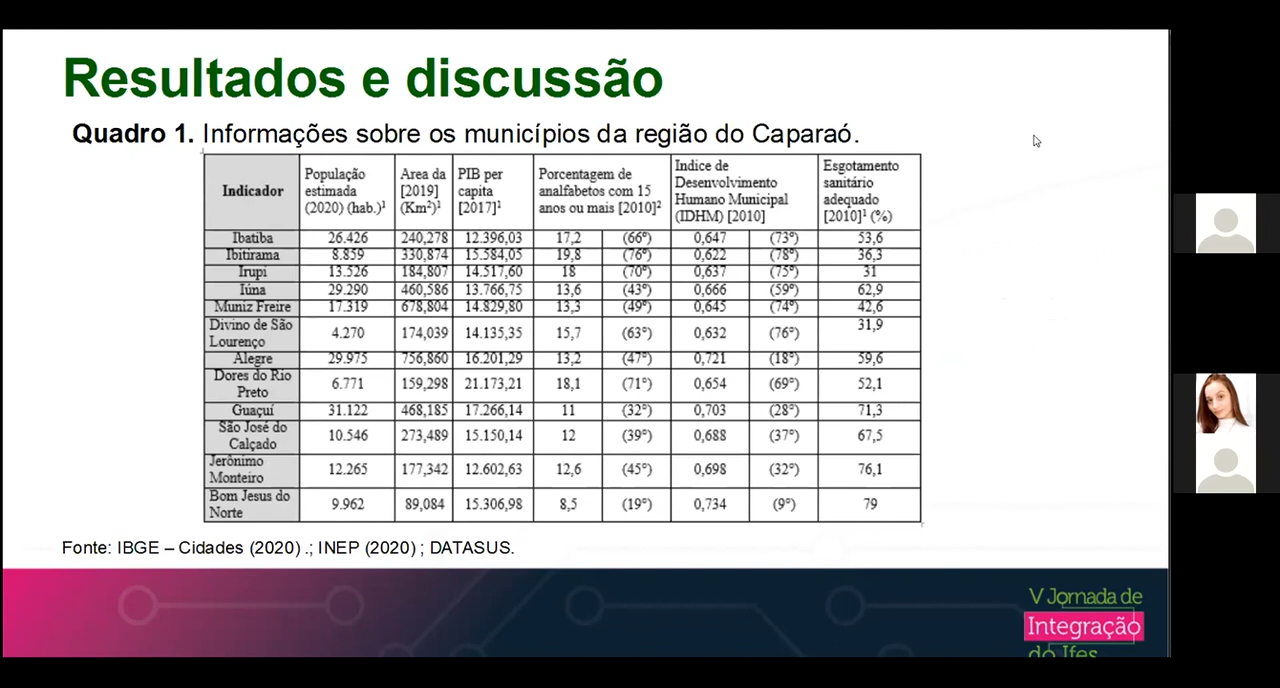 Resultados e discussão
Quadro 1. Informações sobre os municípios da região do Caparaó.
Indicador | População estimada (2020) (hab.)¹ | Area da [2019] (Km²)¹ | PIB per capita [2017]¹ | Porcentagem de analfabetos com 15 anos ou mais [2010]² | Indice de Desenvolvimento Humano Municipal (IDHM) [2010] | Esgotamento sanitário adequado [2010]¹ (%)
Ibatiba | 26.426 | 240,278 | 12.396,03 | 17,2 | (66º) | 0,647 | (73º) | 53,6
Ibitirama | 8.859 | 330,874 | 15.584,05 | 19,8 | (76º) | 0,622 | (78º) | 36,3
Irupi | 13.526 | 184,807 | 14.517,60 | 18 | (70º) | 0,637 | (75º) | 31
Iúna | 29.290 | 460,586 | 13.766,75 | 13,6 | (43º) | 0,666 | (59º) | 62,9
Muniz Freire | 17.319 | 678,804 | 14.829,80 | 13,3 | (49º) | 0,645 | (74º) | 42,6
Divino de São Lourenço | 4.270 | 174,039 | 14.135,35 | 15,7 | (63º) | 0,632 | (76º) | 31,9
Alegre | 29.975 | 756,860 | 16.201,29 | 13,2 | (47º) | 0,721 | (18º) | 59,6
Dores do Rio Preto | 6.771 | 159,298 | 21.173,21 | 18,1 | (71º) | 0,654 | (69º) | 52,1
Guaçuí | 31.122 | 468,185 | 17.266,14 | 11 | (32º) | 0,703 | (28º) | 71,3
São José do Calçado | 10.546 | 273,489 | 15.150,14 | 12 | (39º) | 0,688 | (37º) | 67,5
Jerônimo Monteiro | 12.265 | 177,342 | 12.602,63 | 12,6 | (45º) | 0,698 | (32º) | 76,1
Bom Jesus do Norte | 9.962 | 89,084 | 15.306,98 | 8,5 | (19º) | 0,734 | (9º) | 79
Fonte: IBGE – Cidades (2020) .; INEP (2020) ; DATASUS.
V Jornada de
Integração
do Ifes